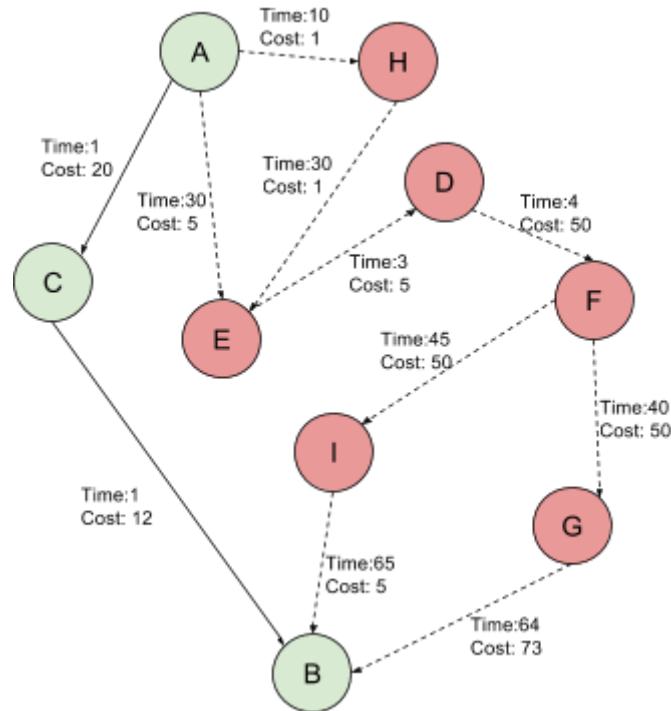 Time:10
Cost: 1
A
H
Time:1
Cost: 20
Time:30
Cost: 5
Time:30
Cost: 1
D
Time:4
Cost: 50
C
Time:3
Cost: 5
F
E
Time:45
Cost: 50
Time:40
Cost: 50
I
Time:1
Cost: 12
G
Time:65
Cost: 5
Time:64
Cost: 73
B